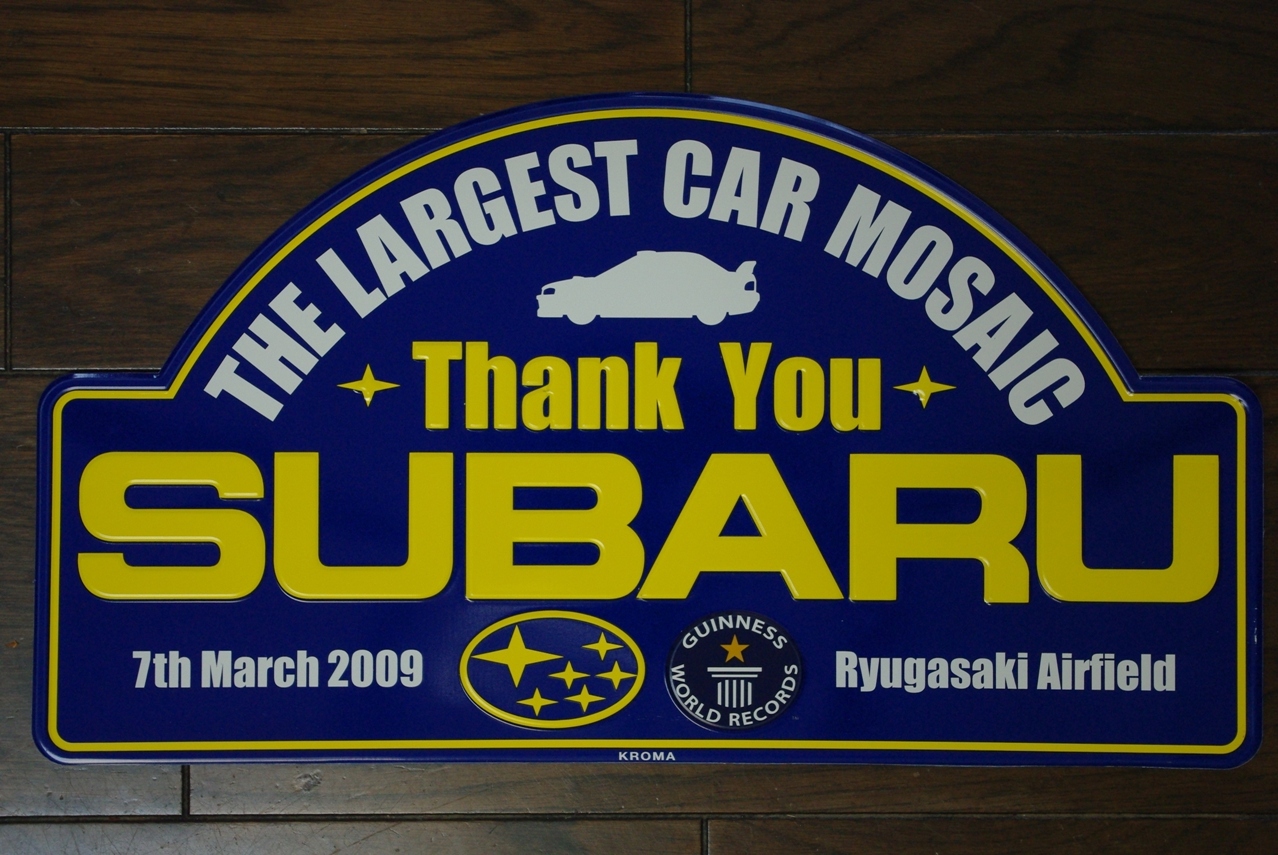 THE LARGEST CAR MOSAIC
Thank You
SUBARU
7th March 2009
GUINNESS
WORLD RECORDS
Ryugasaki Airfield
KROMA